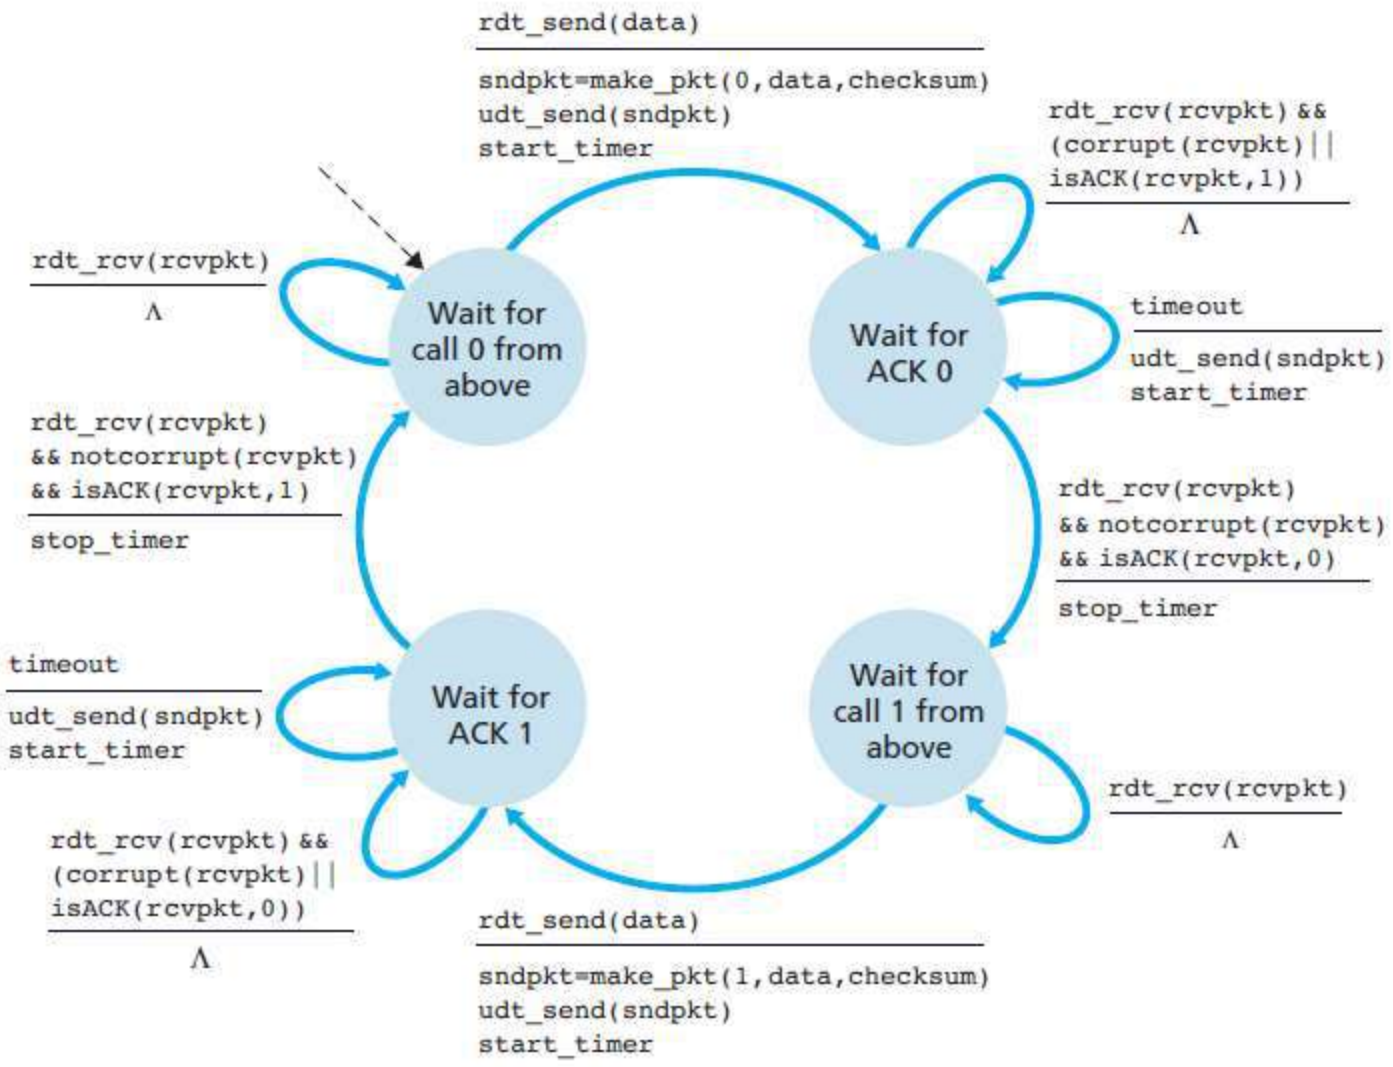 rdt_send(data)
sndpkt=make_pkt(0,data,checksum)
udt_send(sndpkt)
start_timer
rdt_rcv(rcvpkt) &&
(corrupt(rcvpkt)||
isACK(rcvpkt,1))
Λ
rdt_rcv(rcvpkt)
Λ
Wait for
call 0 from
above
Wait for
ACK 0
timeout
udt_send(sndpkt)
start_timer
rdt_rcv(rcvpkt)
&& notcorrupt(rcvpkt)
&& isACK(rcvpkt,1)
stop_timer
rdt_rcv(rcvpkt)
&& notcorrupt(rcvpkt)
&& isACK(rcvpkt,0)
stop_timer
timeout
udt_send(sndpkt)
start_timer
Wait for
ACK 1
Wait for
call 1 from
above
rdt_rcv(rcvpkt)
Λ
rdt_rcv(rcvpkt) &&
(corrupt(rcvpkt)||
isACK(rcvpkt,0))
Λ
rdt_send(data)
sndpkt=make_pkt(1,data,checksum)
udt_send(sndpkt)
start_timer